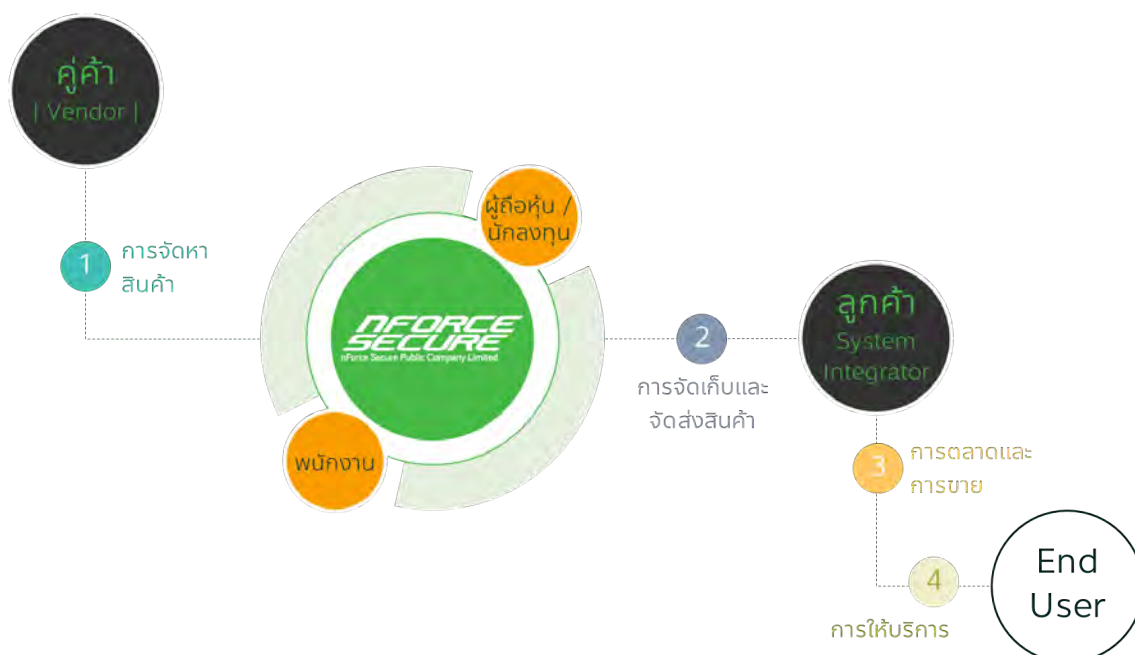 คู่ค้า
| Vendor |
1
การจัดหา
สินค้า
ผู้ถือหุ้น /
นักลงทุน
NFORCE
SECURE
nForce Secure Public Company Limited
พนักงาน
2
การจัดเก็บและ
จัดส่งสินค้า
ลูกค้า
System
Integrator
3
การตลาดและ
การขาย
4
การให้บริการ
End
User